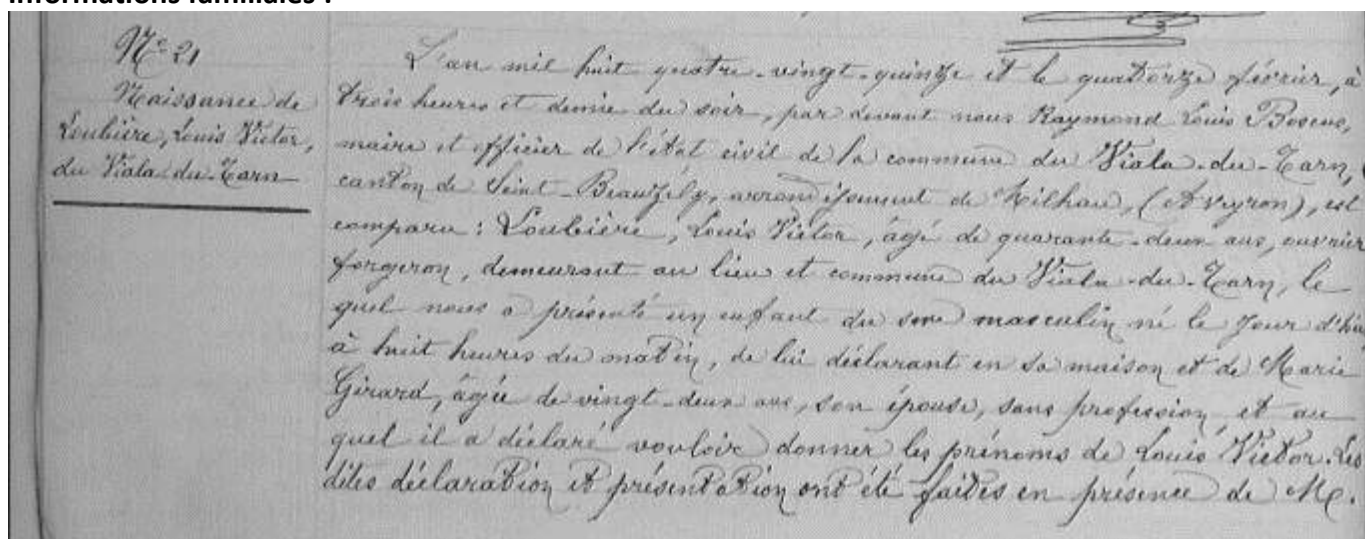 Informations familiales :
N° 21
Naissance de
Loubière, Louis Victor,
du Viala-du-Tarn
L'an mil huit quatre-vingt-quinze et le quatorze février, à
trois heures et demie du soir, par devant nous Raymond Louis Boscus,
maire et officier de l'état civil de la commune du Viala-du-Tarn,
canton de Saint-Beauzély, arrondissement de Milhau, (Aveyron), est
comparu : Loubière, Louis Victor, âgé de quarante-deux ans, ouvrier
forgeron, demeurant au lieu et commune du Viala-du-Tarn, le
quel nous a présenté un enfant du sexe masculin né le jour d'hier
à huit heures du matin, de lui déclarant en sa maison et de Marie
Girard, âgée de vingt-deux ans, son épouse, sans profession, et au
quel il a déclaré vouloir donner les prénoms de Louis Victor. Les
dites déclaration et présentation ont été faites en présence de M.